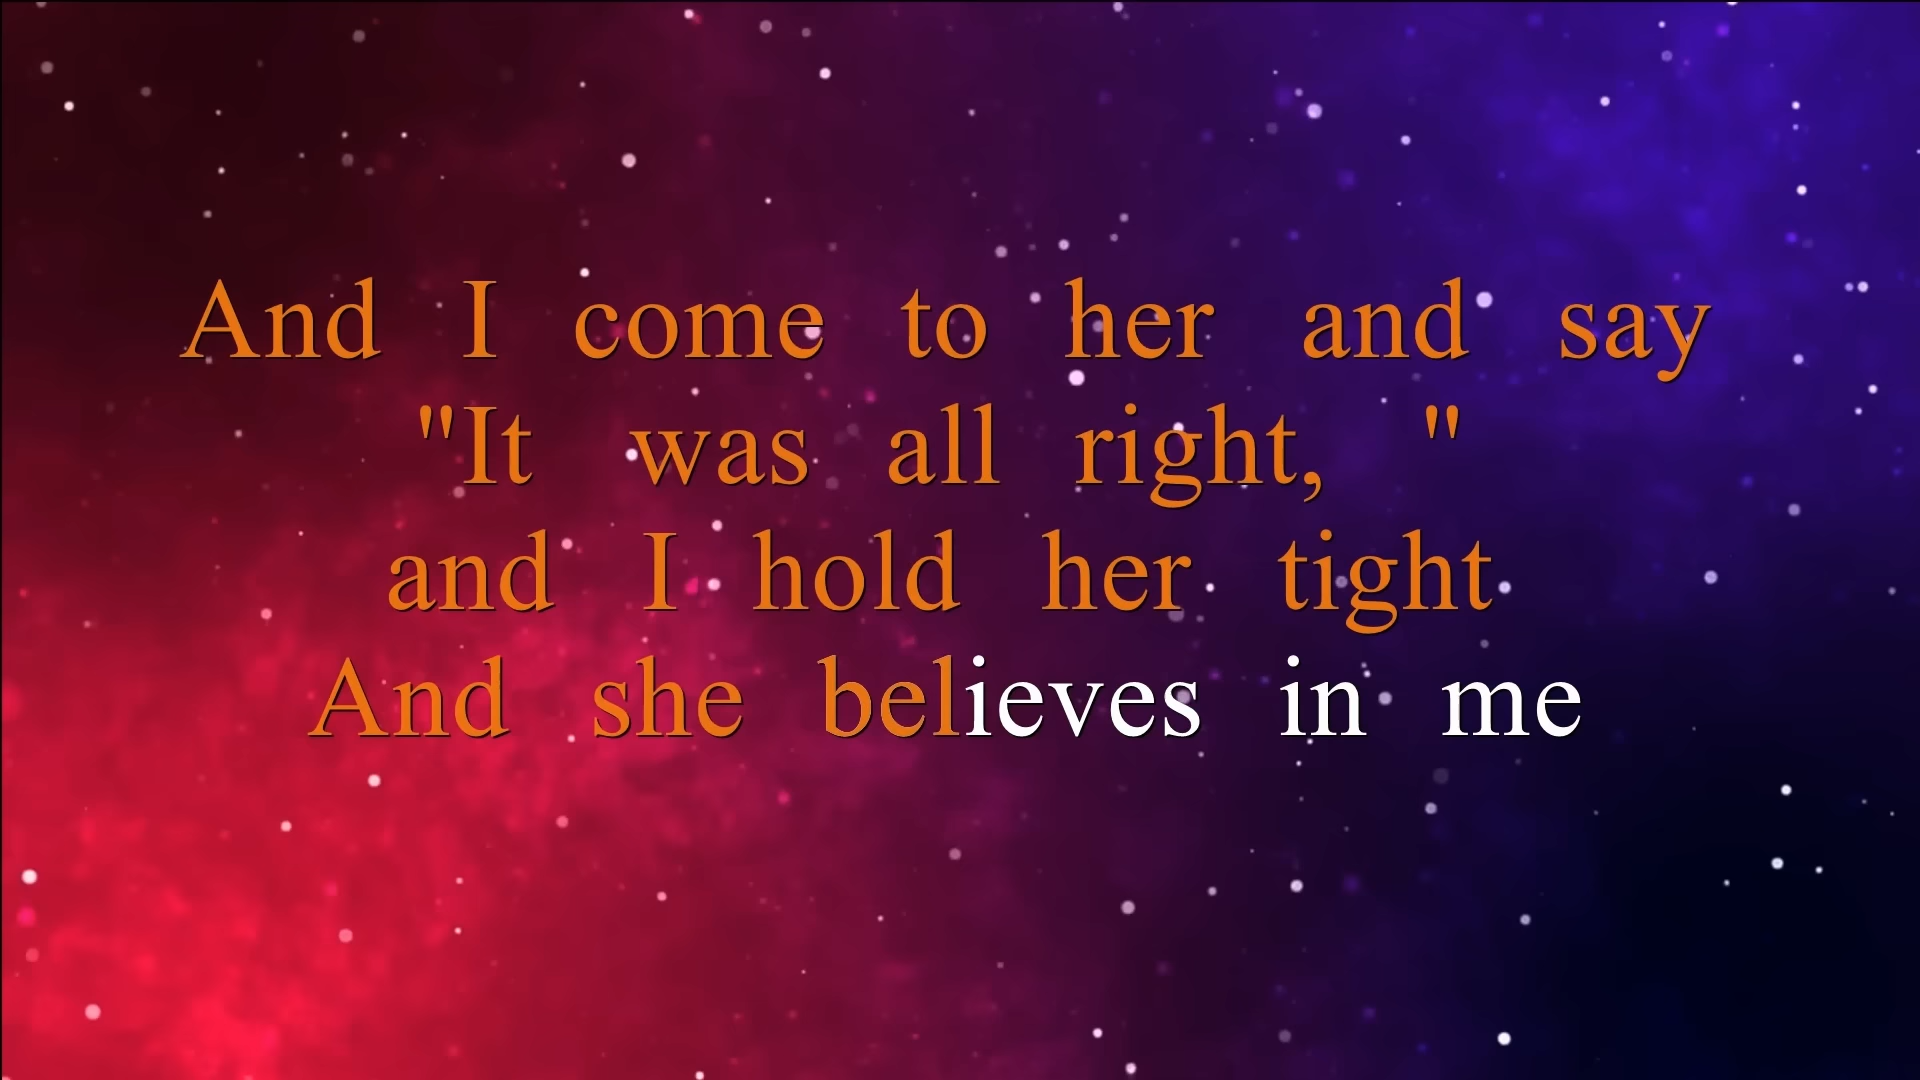 And I come to her and say
"It was all right, "
and I hold her tight
And she believes in me